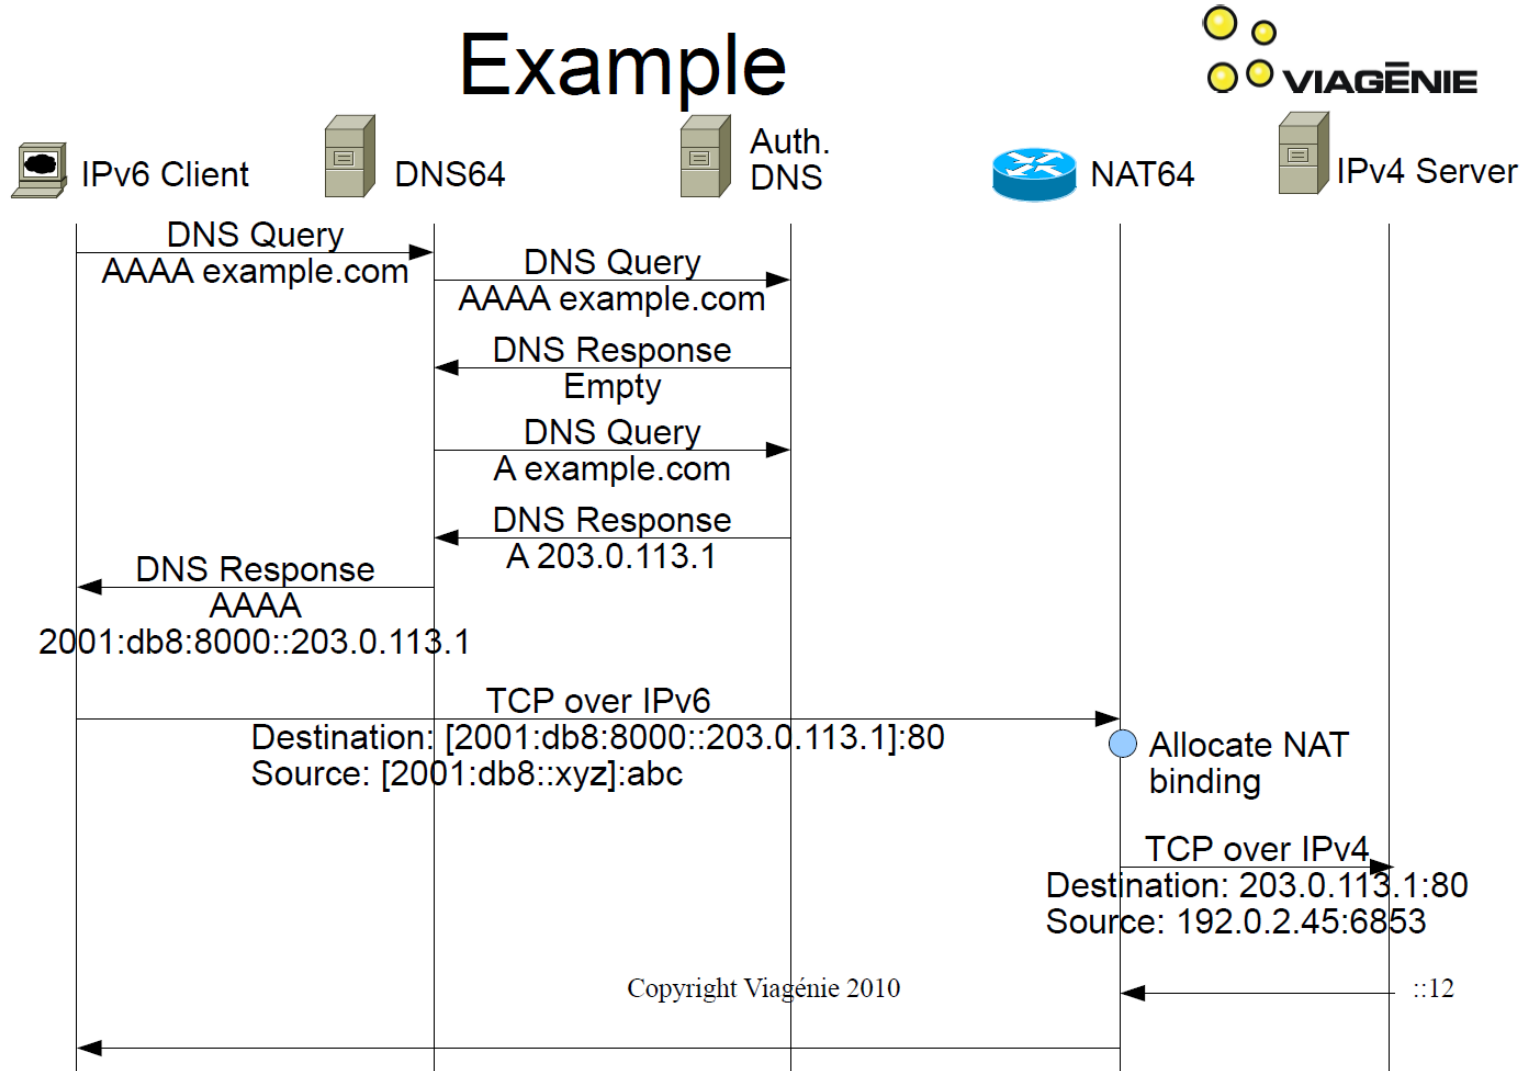 Example
VIAGĒNIE
IPv6 Client
DNS64
Auth.
DNS
NAT64
IPv4 Server
DNS Query
AAAA example.com
DNS Query
AAAA example.com
DNS Response
Empty
DNS Query
A example.com
DNS Response
A 203.0.113.1
DNS Response
AAAA
2001:db8:8000::203.0.113.1
TCP over IPv6
Destination: [2001:db8:8000::203.0.113.1]:80
Source: [2001:db8::xyz]:abc
Allocate NAT
binding
TCP over IPv4
Destination: 203.0.113.1:80
Source: 192.0.2.45:6853
Copyright Viagénie 2010
::12